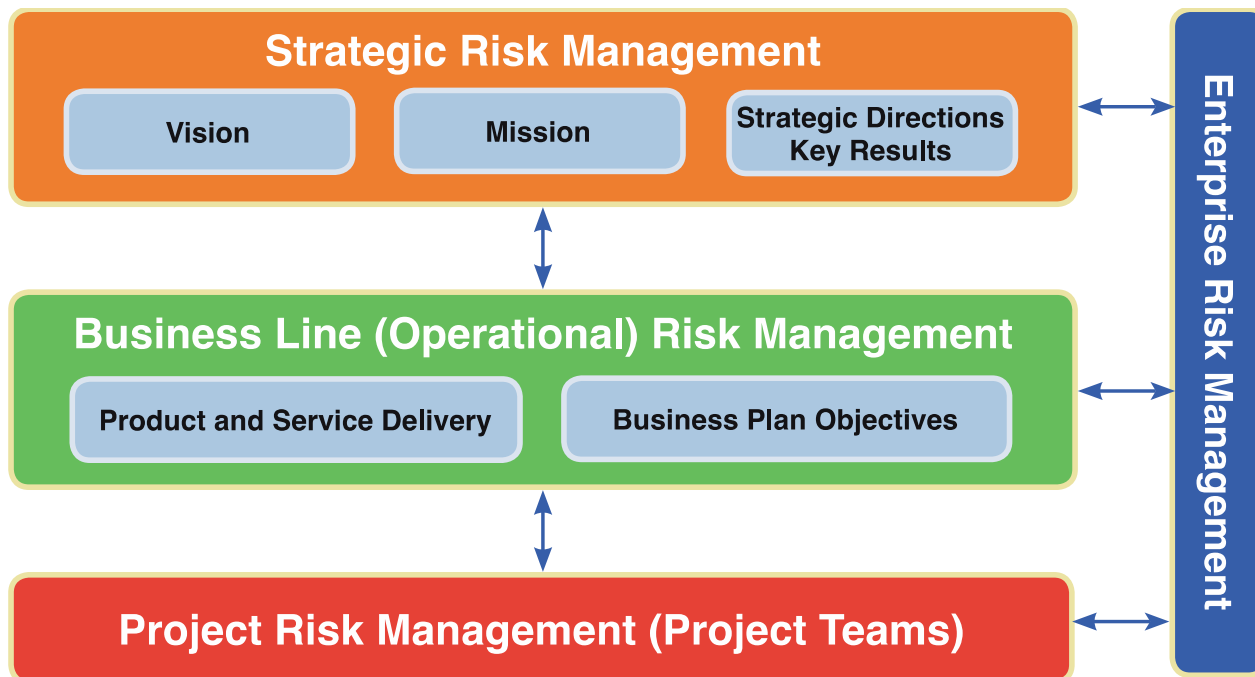 Strategic Risk Management
Vision
Mission
Strategic Directions
Key Results
Business Line (Operational) Risk Management
Product and Service Delivery
Business Plan Objectives
Project Risk Management (Project Teams)
Enterprise Risk Management